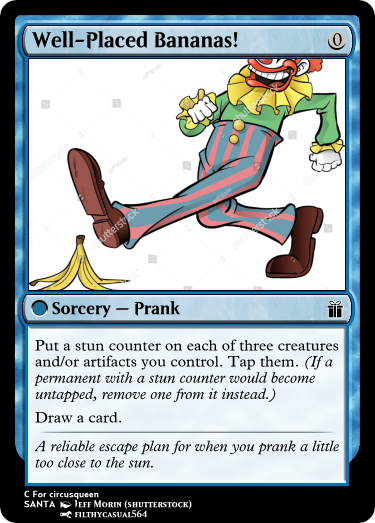 Well-Placed Bananas! 0
shutterstock
shutterstock
Sorcery — Prank
Put a stun counter on each of three creatures
and/or artifacts you control. Tap them. (If a
permanent with a stun counter would become
untapped, remove one from it instead.)
Draw a card.
A reliable escape plan for when you prank a little
too close to the sun.
C For circusqueen
SANTA Jeff Morin (shutterstock)
filthycasual564